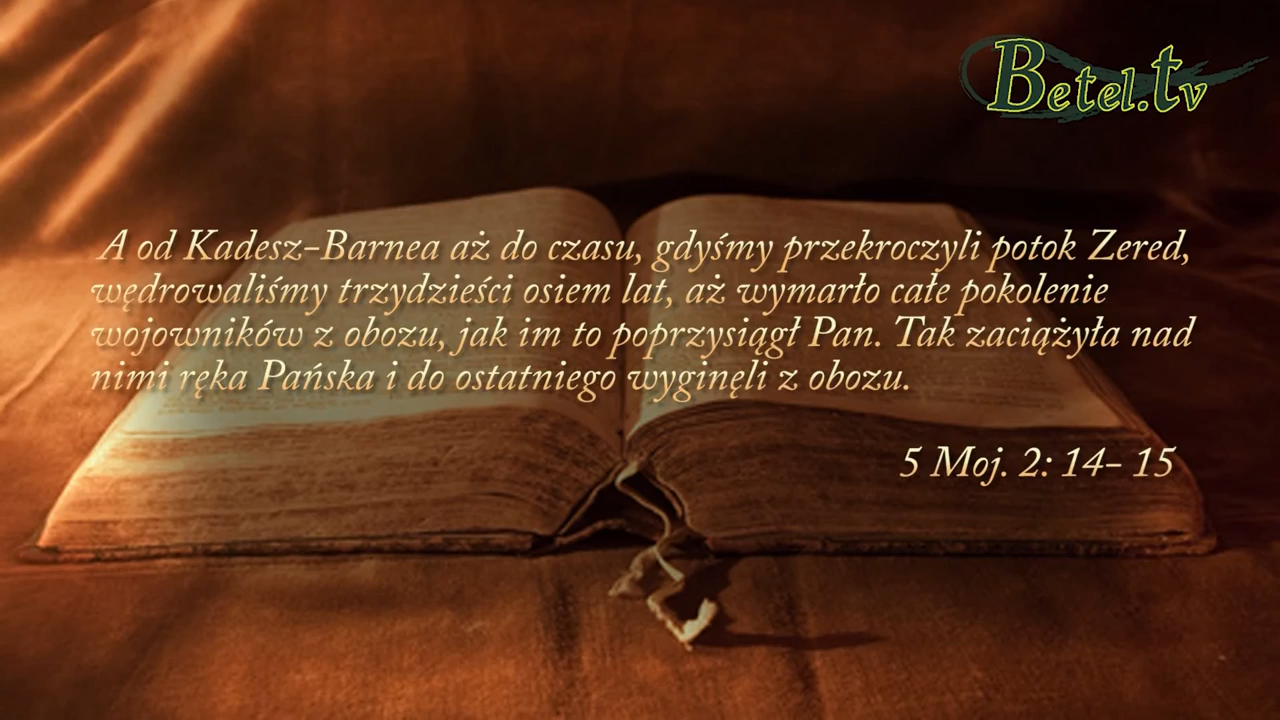 Betel.tv
A od Kadesz-Barnea aż do czasu, gdyśmy przekroczyli potok Zered,
wędrowaliśmy trzydzieści osiem lat, aż wymarło całe pokolenie
wojowników z obozu, jak im to poprzysiągł Pan. Tak zaciążyła nad
nimi ręka Pańska i do ostatniego wyginęli z obozu.
5 Moj. 2: 14- 15